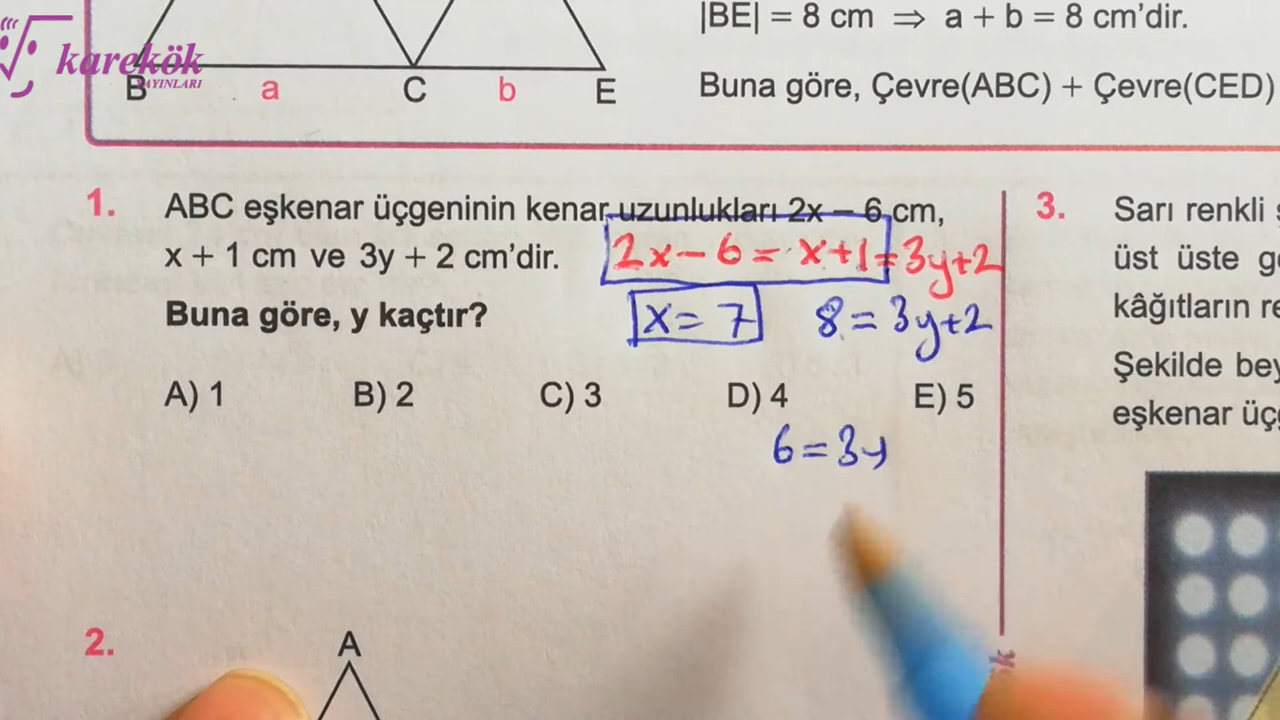 karekök
YAYINLARI
B a C b E
|BE| = 8 cm ⇒ a + b = 8 cm'dir.
Buna göre, Çevre(ABC) + Çevre(CED)
1. ABC eşkenar üçgeninin kenar uzunlukları 2x – 6 cm,
x + 1 cm ve 3y + 2 cm'dir.
2x – 6 = x+1 = 3y+2
x = 7
8 = 3y+2
Buna göre, y kaçtır?
A) 1 B) 2 C) 3 D) 4 E) 5
6 = 3y
2.
A
3. Sarı renkli
üst üste
kâğıtların
Şekilde
eşkenar